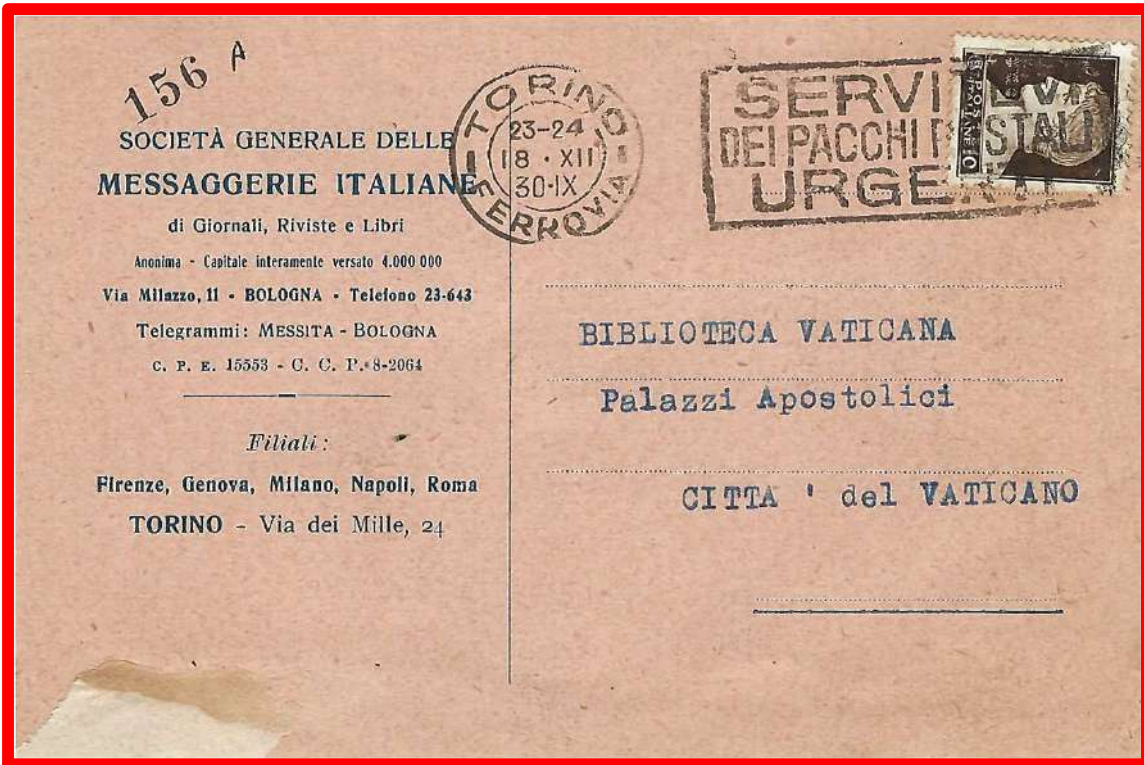 156 A
SOCIETÀ GENERALE DELLE
MESSAGGERIE ITALIANE
di Giornali, Riviste e Libri
Anonima - Capitale interamente versato 4.000 000
Via Milazzo, 11 - BOLOGNA - Telefono 23-643
Telegrammi: MESSITA - BOLOGNA
C. P. E. 15553 - C. C. P. 8-2064
Filiali:
Firenze, Genova, Milano, Napoli, Roma
TORINO - Via dei Mille, 24
TORINO
23-24
18 · XII
30·IX
FERROVIA
SERVI
DEI PACCHI STALI
URGE
BIBLIOTECA VATICANA
Palazzi Apostolici
CITTA ' del VATICANO